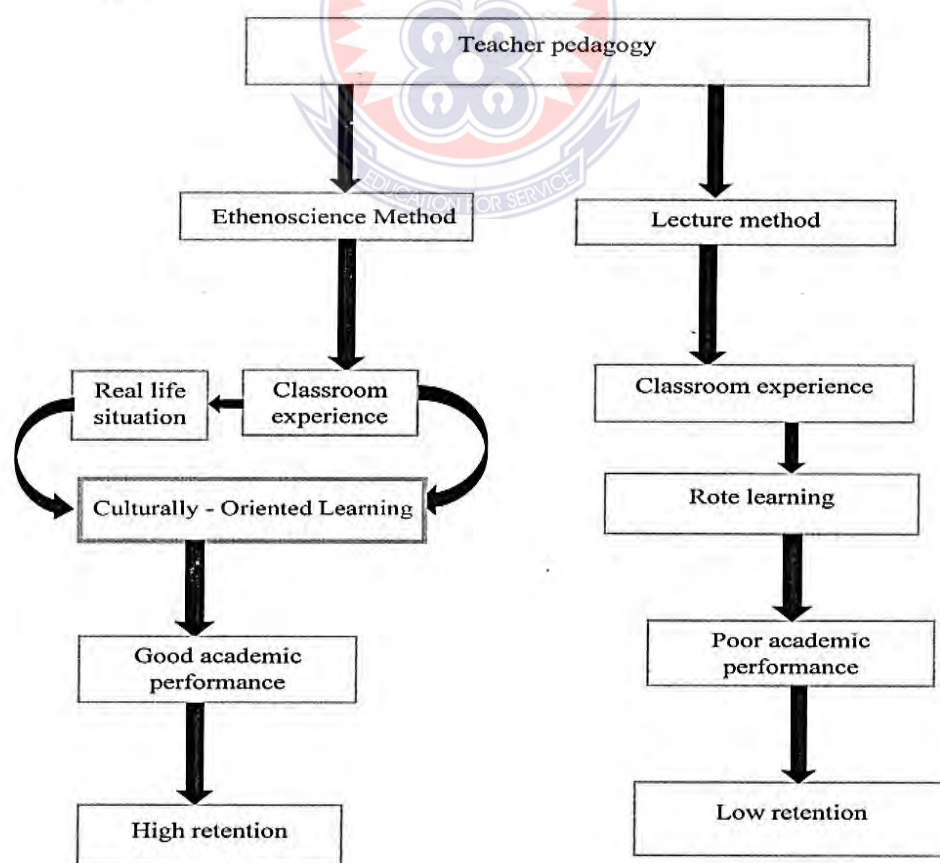 Teacher pedagogy
EDUCATION FOR SERVICE
Ethenoscience Method
Lecture method
Real life
situation
Classroom
experience
Classroom experience
Culturally - Oriented Learning
Rote learning
Good academic
performance
Poor academic
performance
High retention
Low retention